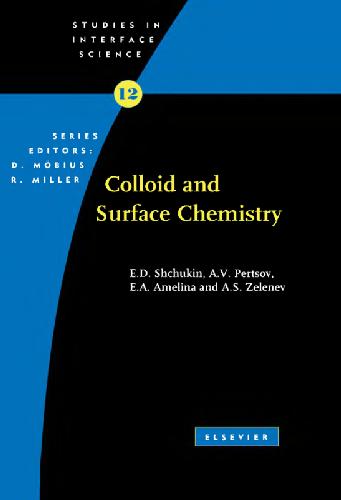 STUDIES IN
INTERFACE
SCIENCE
12
SERIES
EDITORS:
D. MÖBIUS
R. MILLER
Colloid and
Surface Chemistry
E.D. Shchukin, A.V. Pertsov,
E.A. Amelina and A.S. Zelenev
ELSEVIER